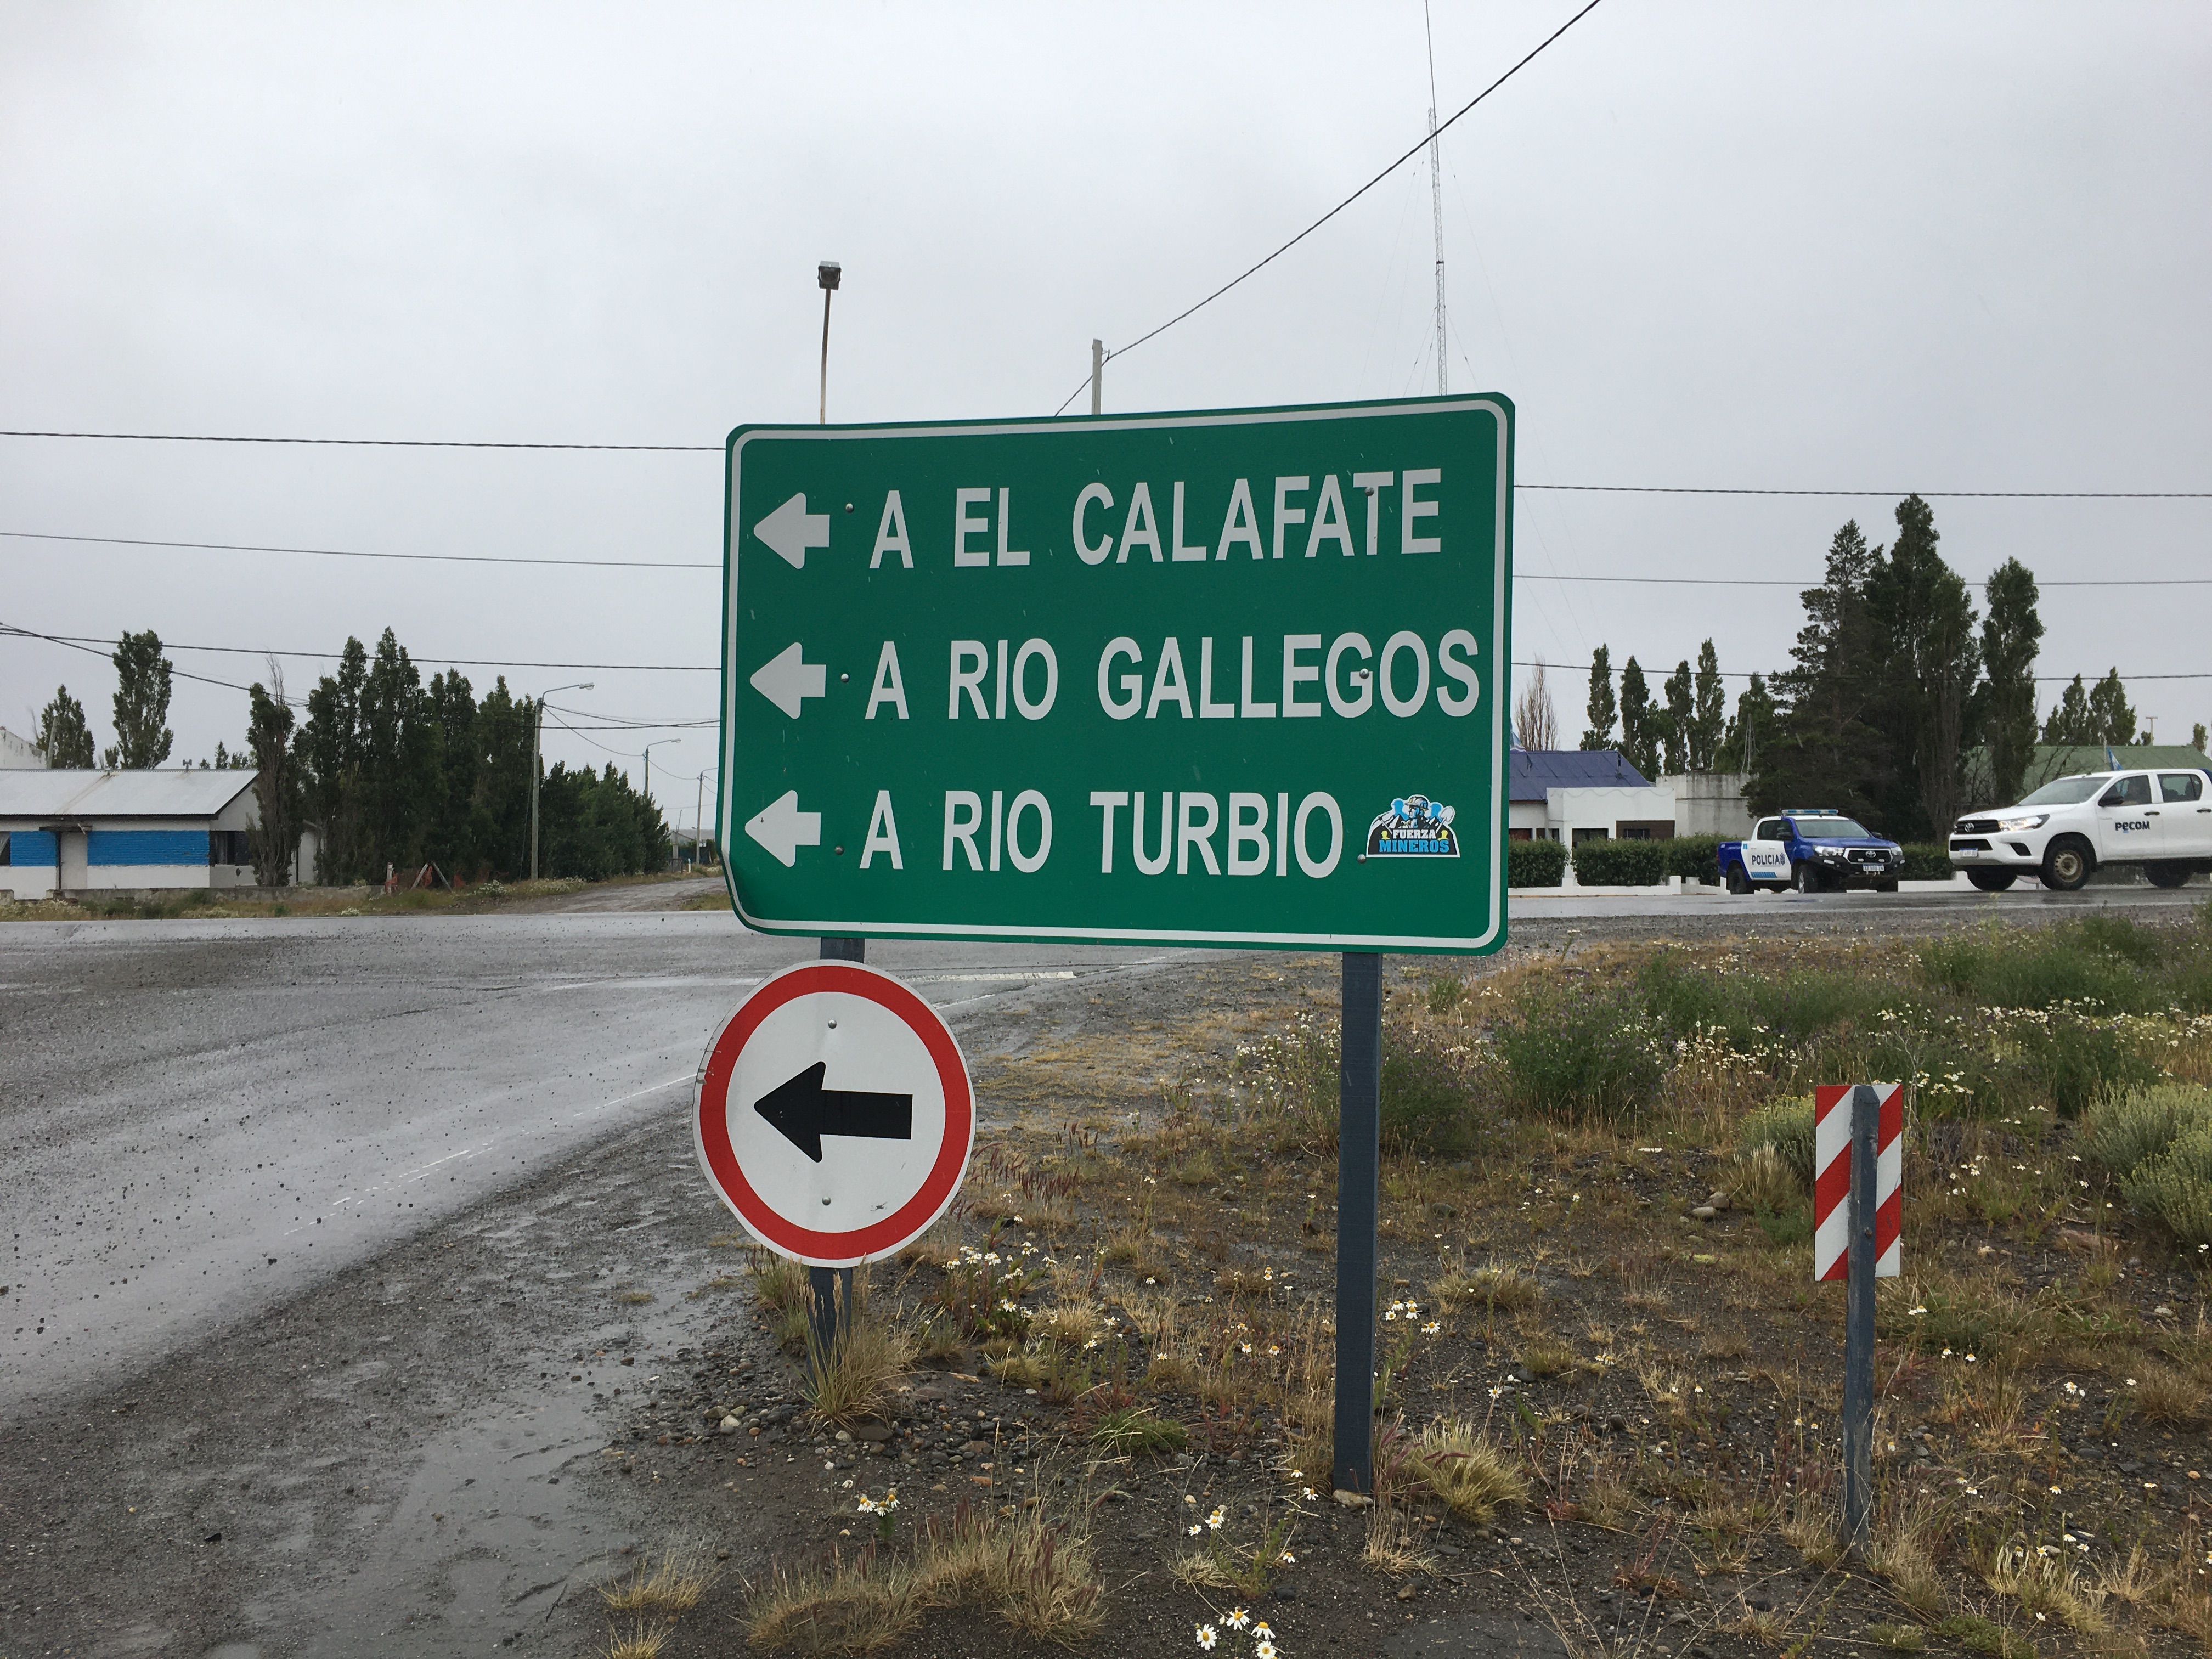 A EL CALAFATE
A RIO GALLEGOS
A RIO TURBIO
FUERZA
MINEROS
POLICIA
PECOM